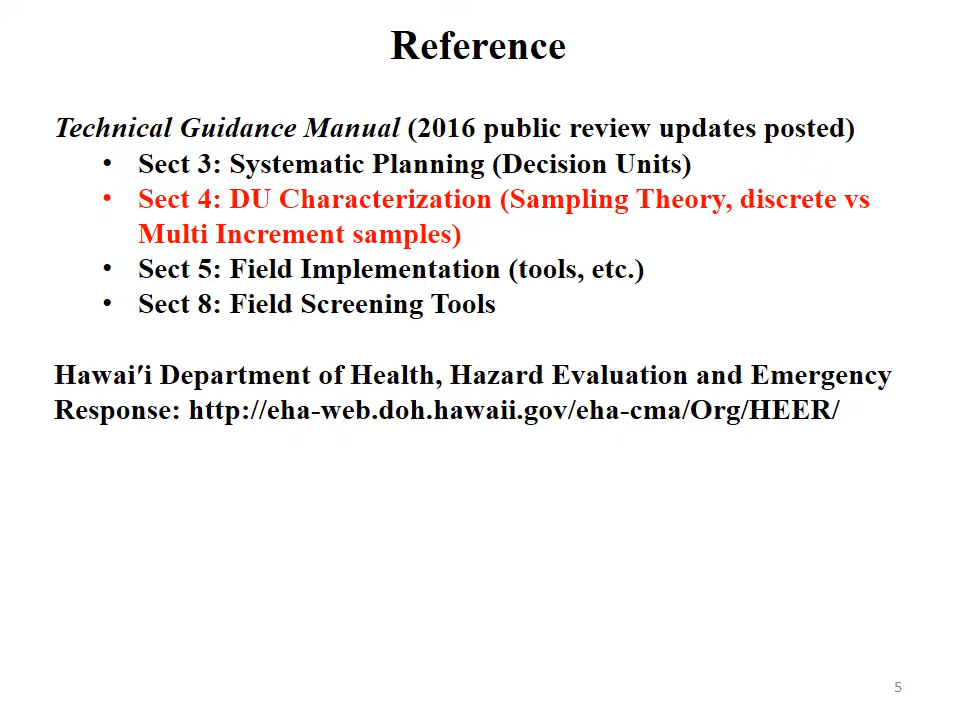 Reference
Technical Guidance Manual (2016 public review updates posted)
• Sect 3: Systematic Planning (Decision Units)
• Sect 4: DU Characterization (Sampling Theory, discrete vs
Multi Increment samples)
• Sect 5: Field Implementation (tools, etc.)
• Sect 8: Field Screening Tools
Hawai′i Department of Health, Hazard Evaluation and Emergency
Response: http://eha-web.doh.hawaii.gov/eha-cma/Org/HEER/
5